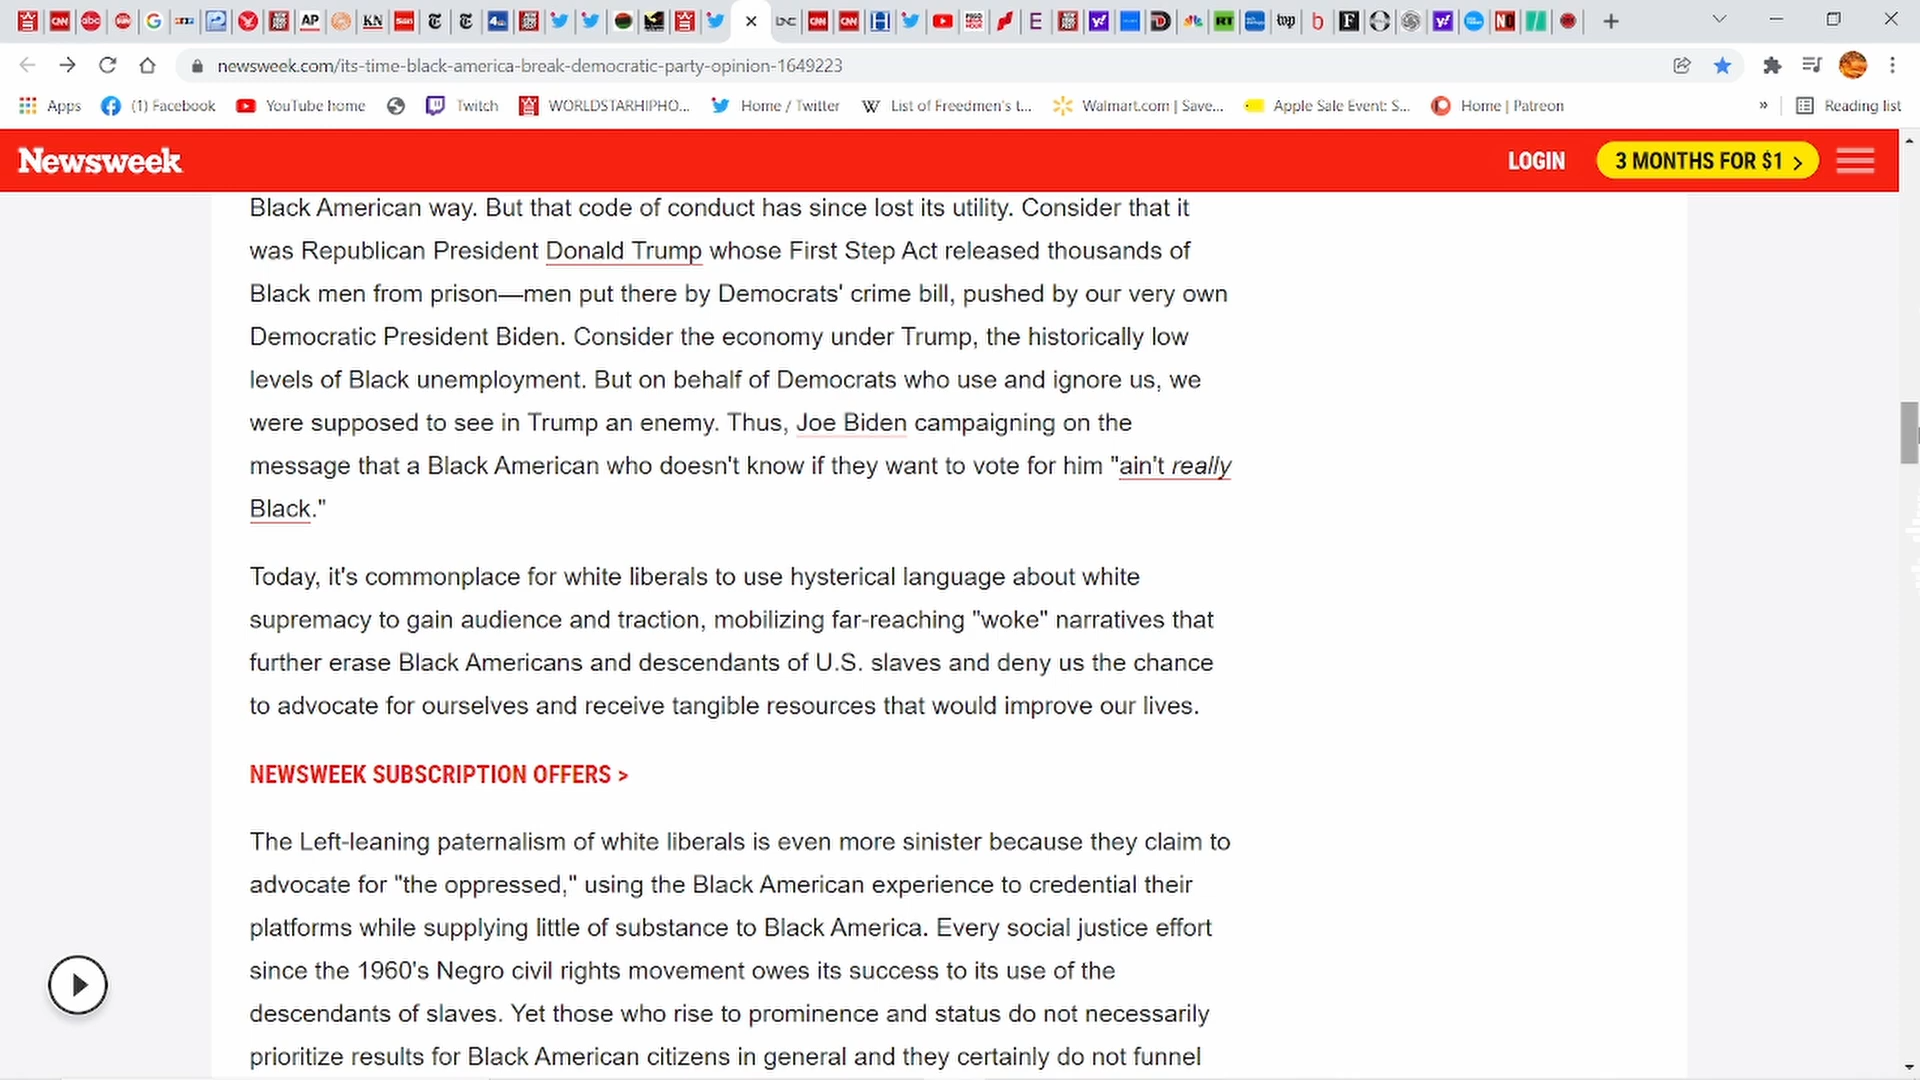 newsweek.com/its-time-black-america-break-democratic-party-opinion-1649223
Apps
(1) Facebook
YouTube home
Twitch
WORLDSTARHIPHO...
Home / Twitter
List of Freedmen's t...
Walmart.com | Save...
Apple Sale Event: S...
Home | Patreon
»
Reading list
Newsweek
LOGIN
3 MONTHS FOR $1 >
Black American way. But that code of conduct has since lost its utility. Consider that it
was Republican President Donald Trump whose First Step Act released thousands of
Black men from prison—men put there by Democrats' crime bill, pushed by our very own
Democratic President Biden. Consider the economy under Trump, the historically low
levels of Black unemployment. But on behalf of Democrats who use and ignore us, we
were supposed to see in Trump an enemy. Thus, Joe Biden campaigning on the
message that a Black American who doesn't know if they want to vote for him "ain't really
Black."
Today, it's commonplace for white liberals to use hysterical language about white
supremacy to gain audience and traction, mobilizing far-reaching "woke" narratives that
further erase Black Americans and descendants of U.S. slaves and deny us the chance
to advocate for ourselves and receive tangible resources that would improve our lives.
NEWSWEEK SUBSCRIPTION OFFERS >
The Left-leaning paternalism of white liberals is even more sinister because they claim to
advocate for "the oppressed," using the Black American experience to credential their
platforms while supplying little of substance to Black America. Every social justice effort
since the 1960's Negro civil rights movement owes its success to its use of the
descendants of slaves. Yet those who rise to prominence and status do not necessarily
prioritize results for Black American citizens in general and they certainly do not funnel